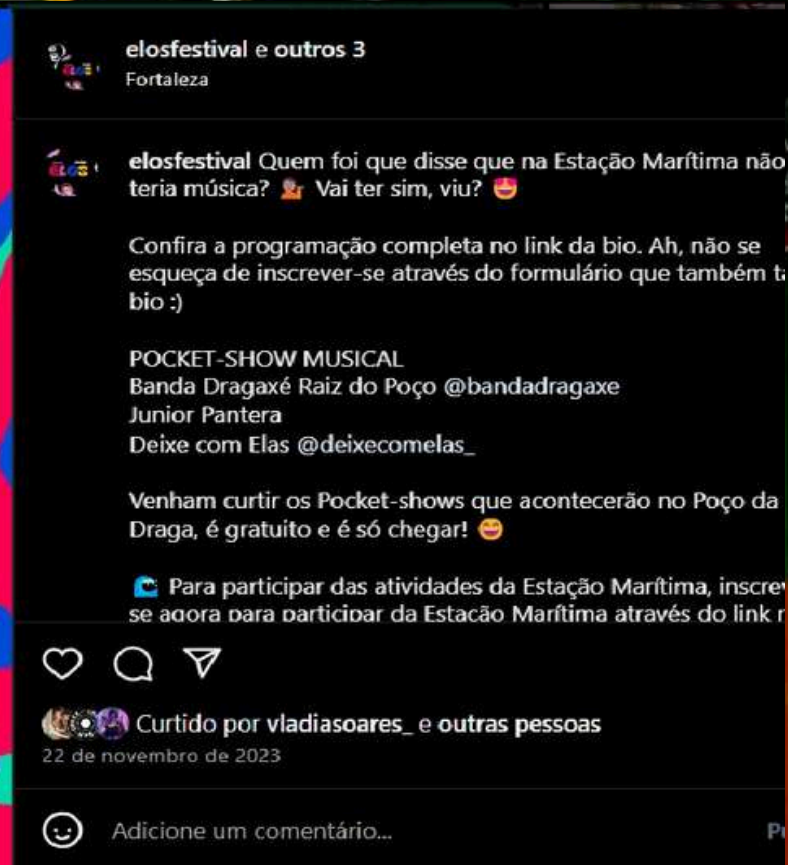 elosfestival e outros 3
Fortaleza
ELOS
elosfestival Quem foi que disse que na Estação Marítima não
teria música? 💁🏽 Vai ter sim, viu? 😍
Confira a programação completa no link da bio. Ah, não se
esqueça de inscrever-se através do formulário que também
bio :)
POCKET-SHOW MUSICAL
Banda Dragaxé Raiz do Poço @bandadragaxe
Junior Pantera
Deixe com Elas @deixecomelas_
Venham curtir os Pocket-shows que acontecerão no Poço da
Draga, é gratuito e é só chegar! 😄
🌊 Para participar das atividades da Estação Marítima,
se agora para participar da Estação Marítima através do link
Curtido por vladiasoares_ e outras pessoas
22 de novembro de 2023
Adicione um comentário...